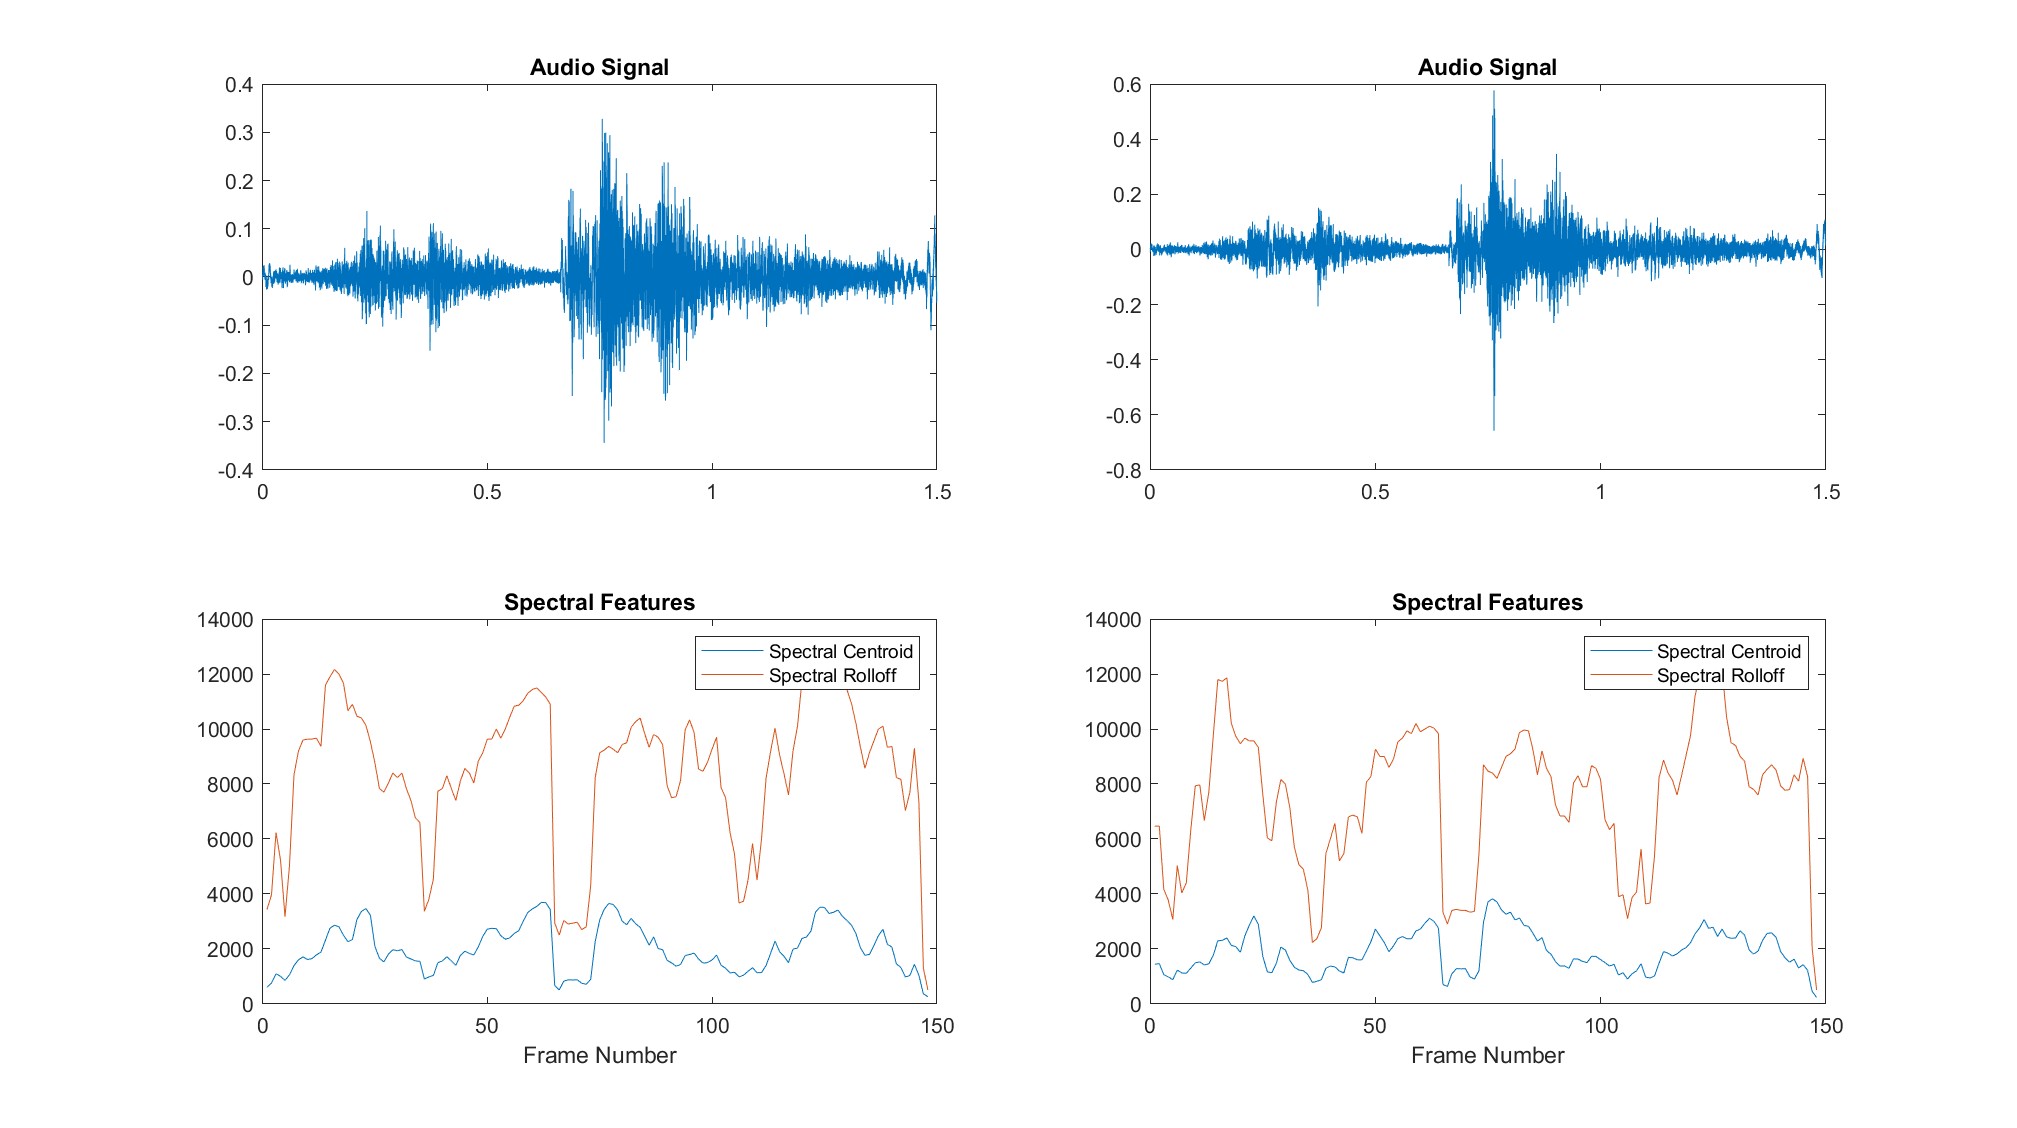 Audio Signal
0.4
0.3
0.2
0.1
0
-0.1
-0.2
-0.3
-0.4
0 0.5 1 1.5
Audio Signal
0.6
0.4
0.2
0
-0.2
-0.4
-0.6
-0.8
0 0.5 1 1.5
Spectral Features
14000
12000
10000
8000
6000
4000
2000
0
Spectral Centroid
Spectral Rolloff
0 50 100 150
Frame Number
Spectral Features
14000
12000
10000
8000
6000
4000
2000
0
Spectral Centroid
Spectral Rolloff
0 50 100 150
Frame Number